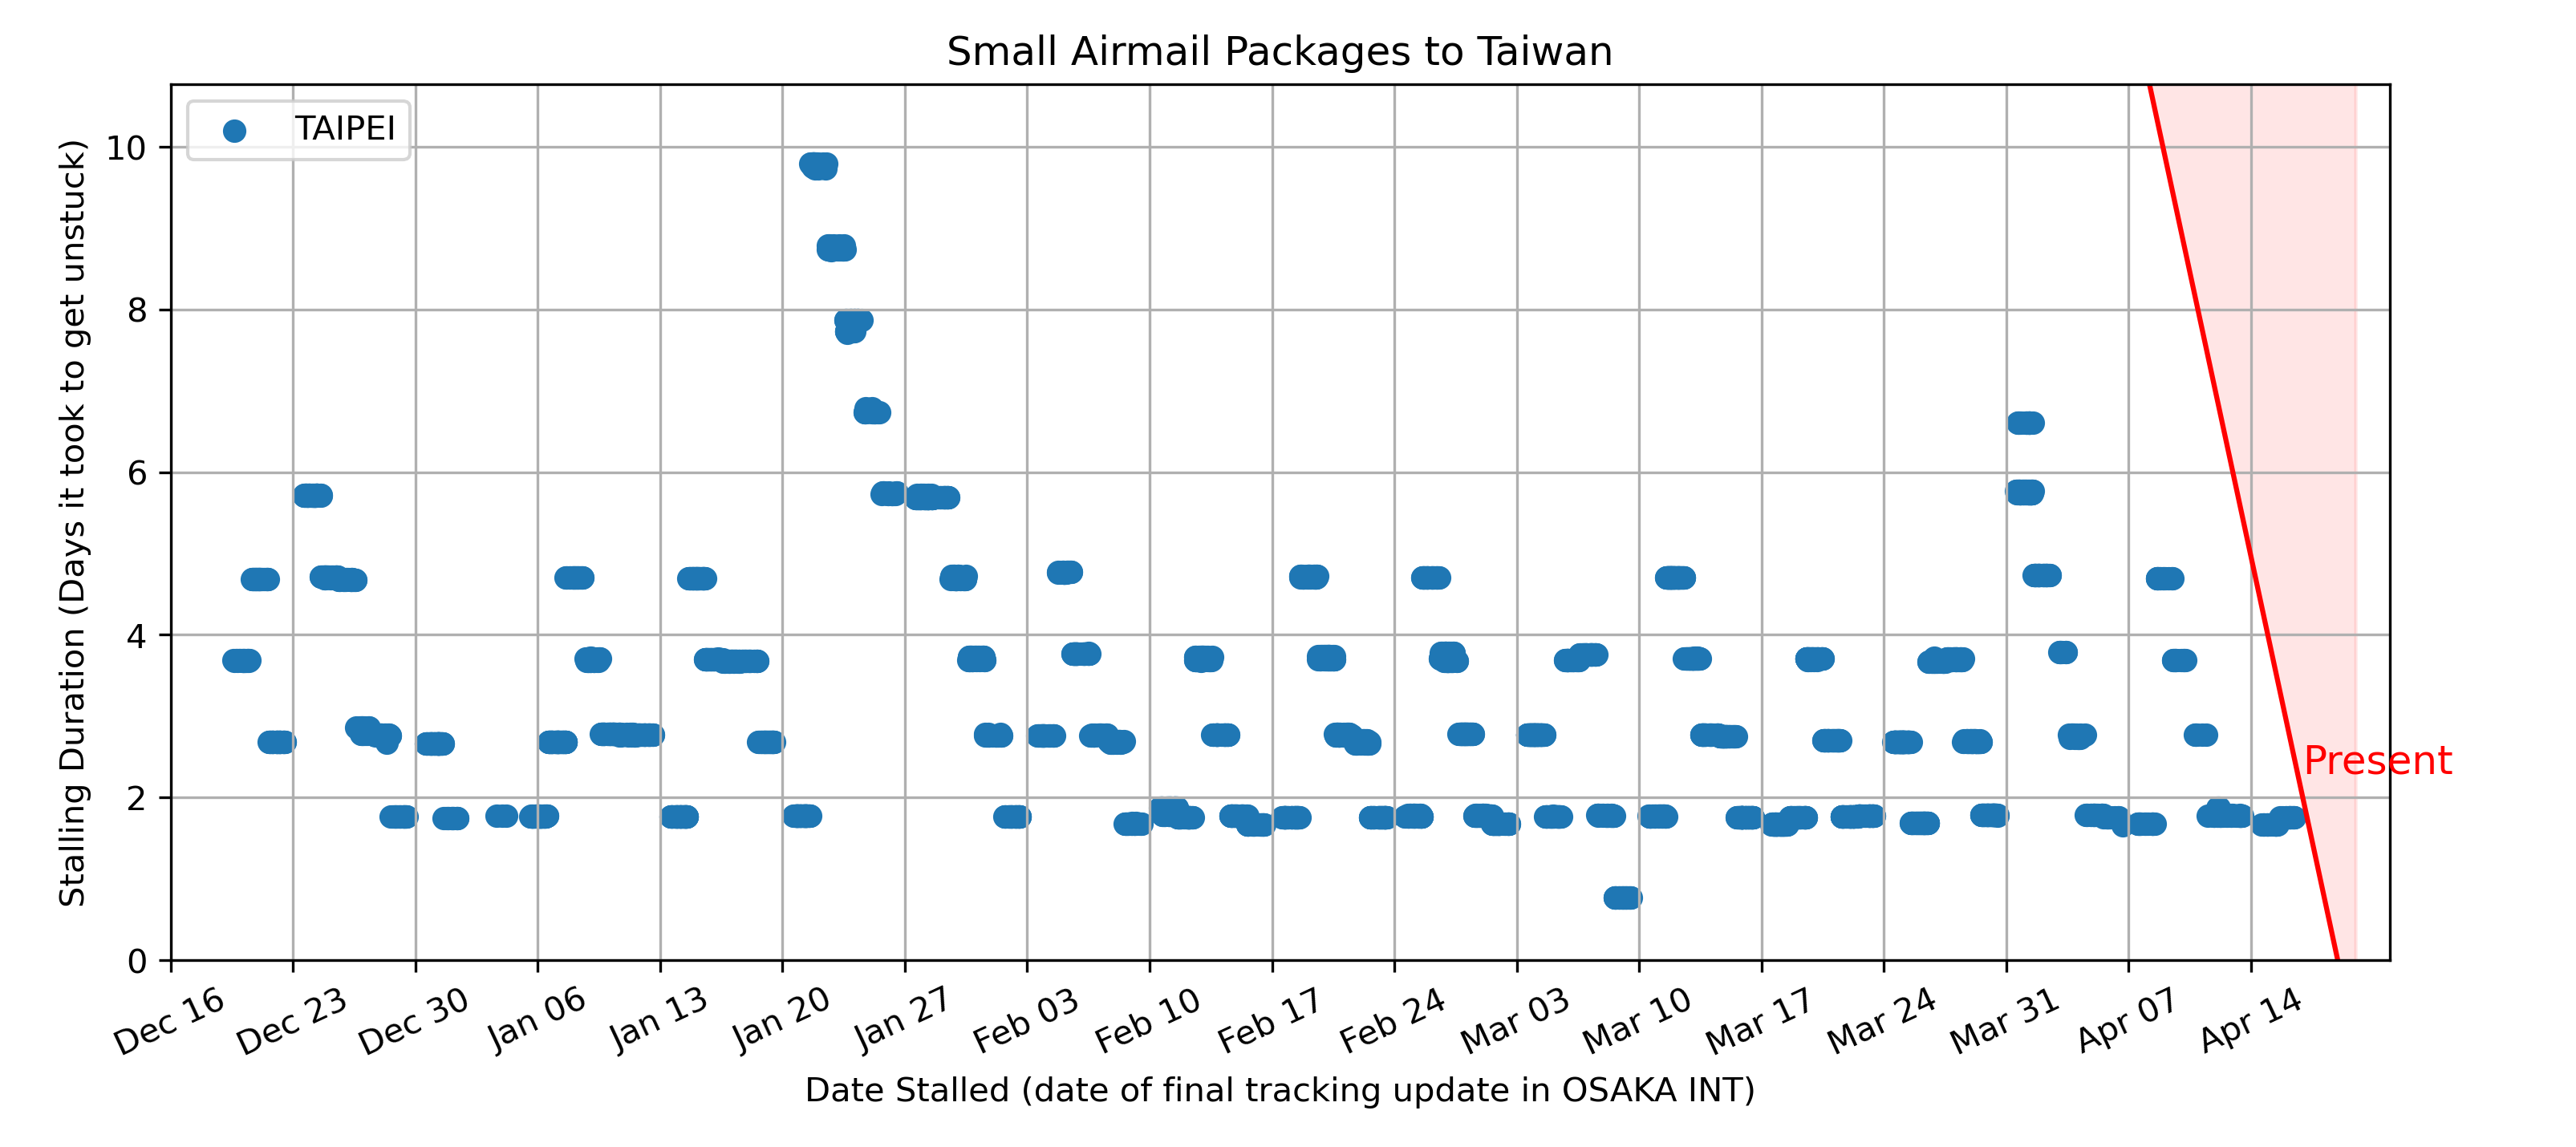 Small Airmail Packages to Taiwan
TAIPEI
Stalling Duration (Days it took to get unstuck)
10
8
6
4
2
0
Present
Dec 16
Dec 23
Dec 30
Jan 06
Jan 13
Jan 20
Jan 27
Feb 03
Feb 10
Feb 17
Feb 24
Mar 03
Mar 10
Mar 17
Mar 24
Mar 31
Apr 07
Apr 14
Date Stalled (date of final tracking update in OSAKA INT)